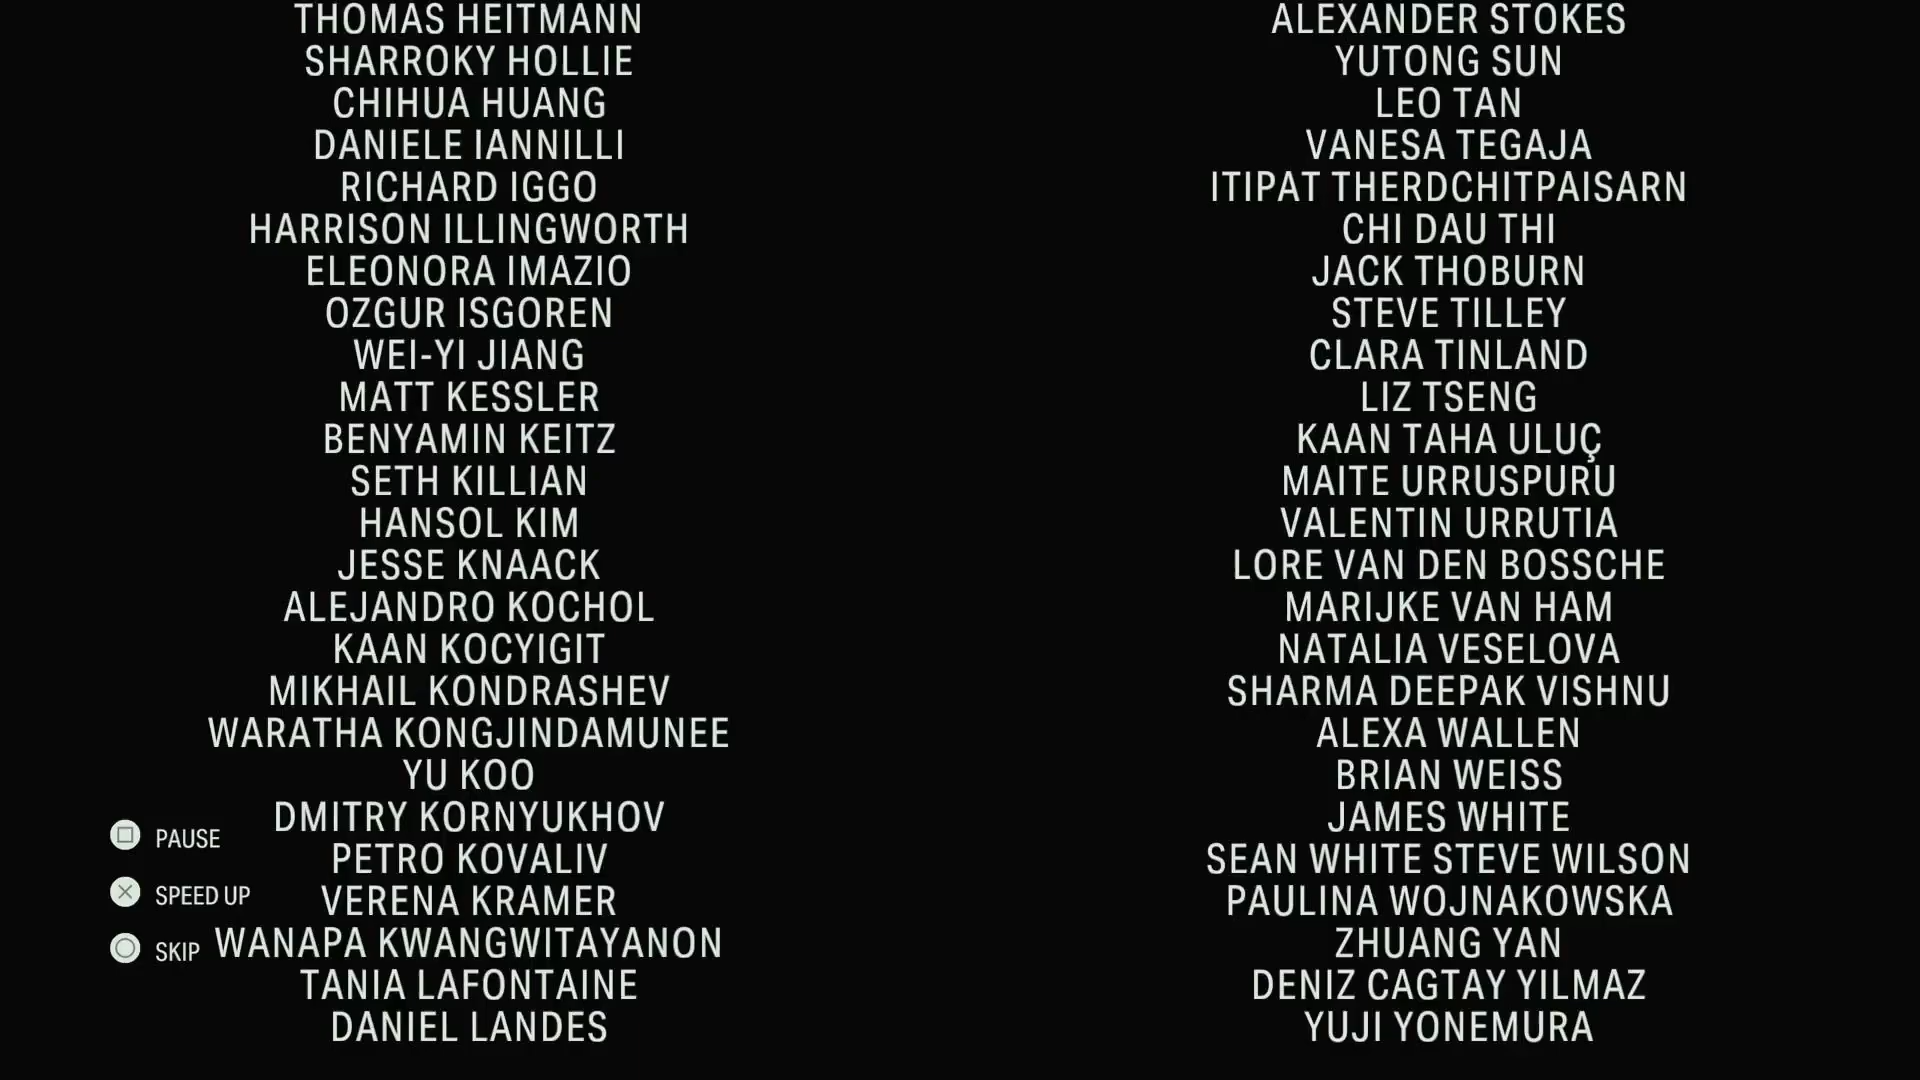 THOMAS HEITMANN
SHARROKY HOLLIE
CHIHUA HUANG
DANIELE IANNILLI
RICHARD IGGO
HARRISON ILLINGWORTH
ELEONORA IMAZIO
OZGUR ISGOREN
WEI-YI JIANG
MATT KESSLER
BENYAMIN KEITZ
SETH KILLIAN
HANSOL KIM
JESSE KNAACK
ALEJANDRO KOCHOL
KAAN KOCYIGIT
MIKHAIL KONDRASHEV
WARATHA KONGJINDAMUNEE
YU KOO
DMITRY KORNYUKHOV
PETRO KOVALIV
VERENA KRAMER
WANAPA KWANGWITAYANON
TANIA LAFONTAINE
DANIEL LANDES
ALEXANDER STOKES
YUTONG SUN
LEO TAN
VANESA TEGAJA
ITIPAT THERDCHITPAISARN
CHI DAU THI
JACK THOBURN
STEVE TILLEY
CLARA TINLAND
LIZ TSENG
KAAN TAHA ULUÇ
MAITE URRUSPURU
VALENTIN URRUTIA
LORE VAN DEN BOSSCHE
MARIJKE VAN HAM
NATALIA VESELOVA
SHARMA DEEPAK VISHNU
ALEXA WALLEN
BRIAN WEISS
JAMES WHITE
SEAN WHITE STEVE WILSON
PAULINA WOJNAKOWSKA
ZHUANG YAN
DENIZ CAGTAY YILMAZ
YUJI YONEMURA
PAUSE
SPEED UP
SKIP